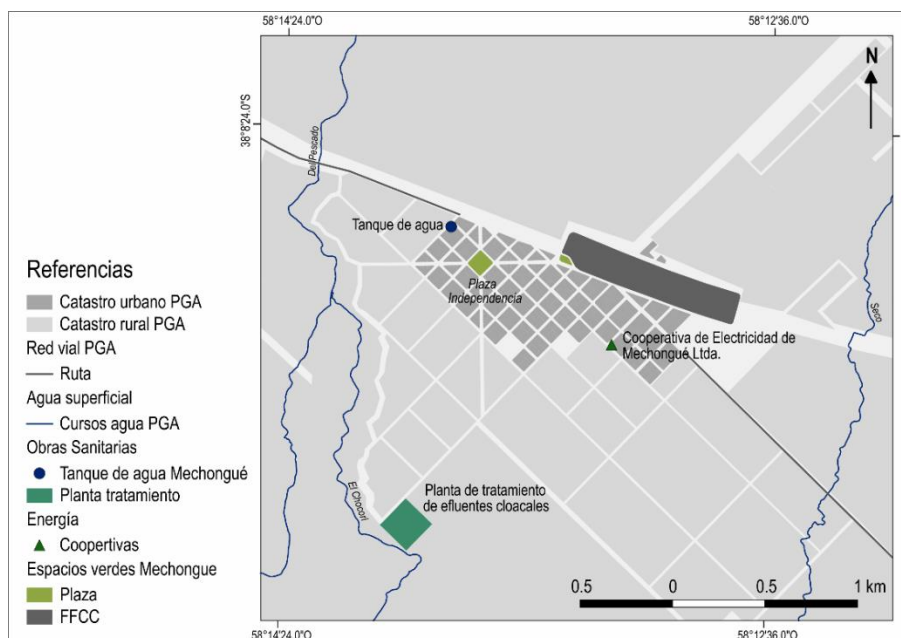 58°14'24.0"O
58°12'36.0"O
38°8'24.0"S
N
Del Pescado
Tanque de agua
Plaza
Independencia
Seco
Cooperativa de Electricidad de
Mechongué Ltda.
El Chocorí
Planta de tratamiento
de efluentes cloacales
0.5
0
0.5
1 km
58°14'24.0"O
58°12'36.0"O
Referencias
Catastro urbano PGA
Catastro rural PGA
Red vial PGA
Ruta
Agua superficial
Cursos agua PGA
Obras Sanitarias
Tanque de agua Mechongué
Planta tratamiento
Energía
Coopertivas
Espacios verdes Mechongue
Plaza
FFCC